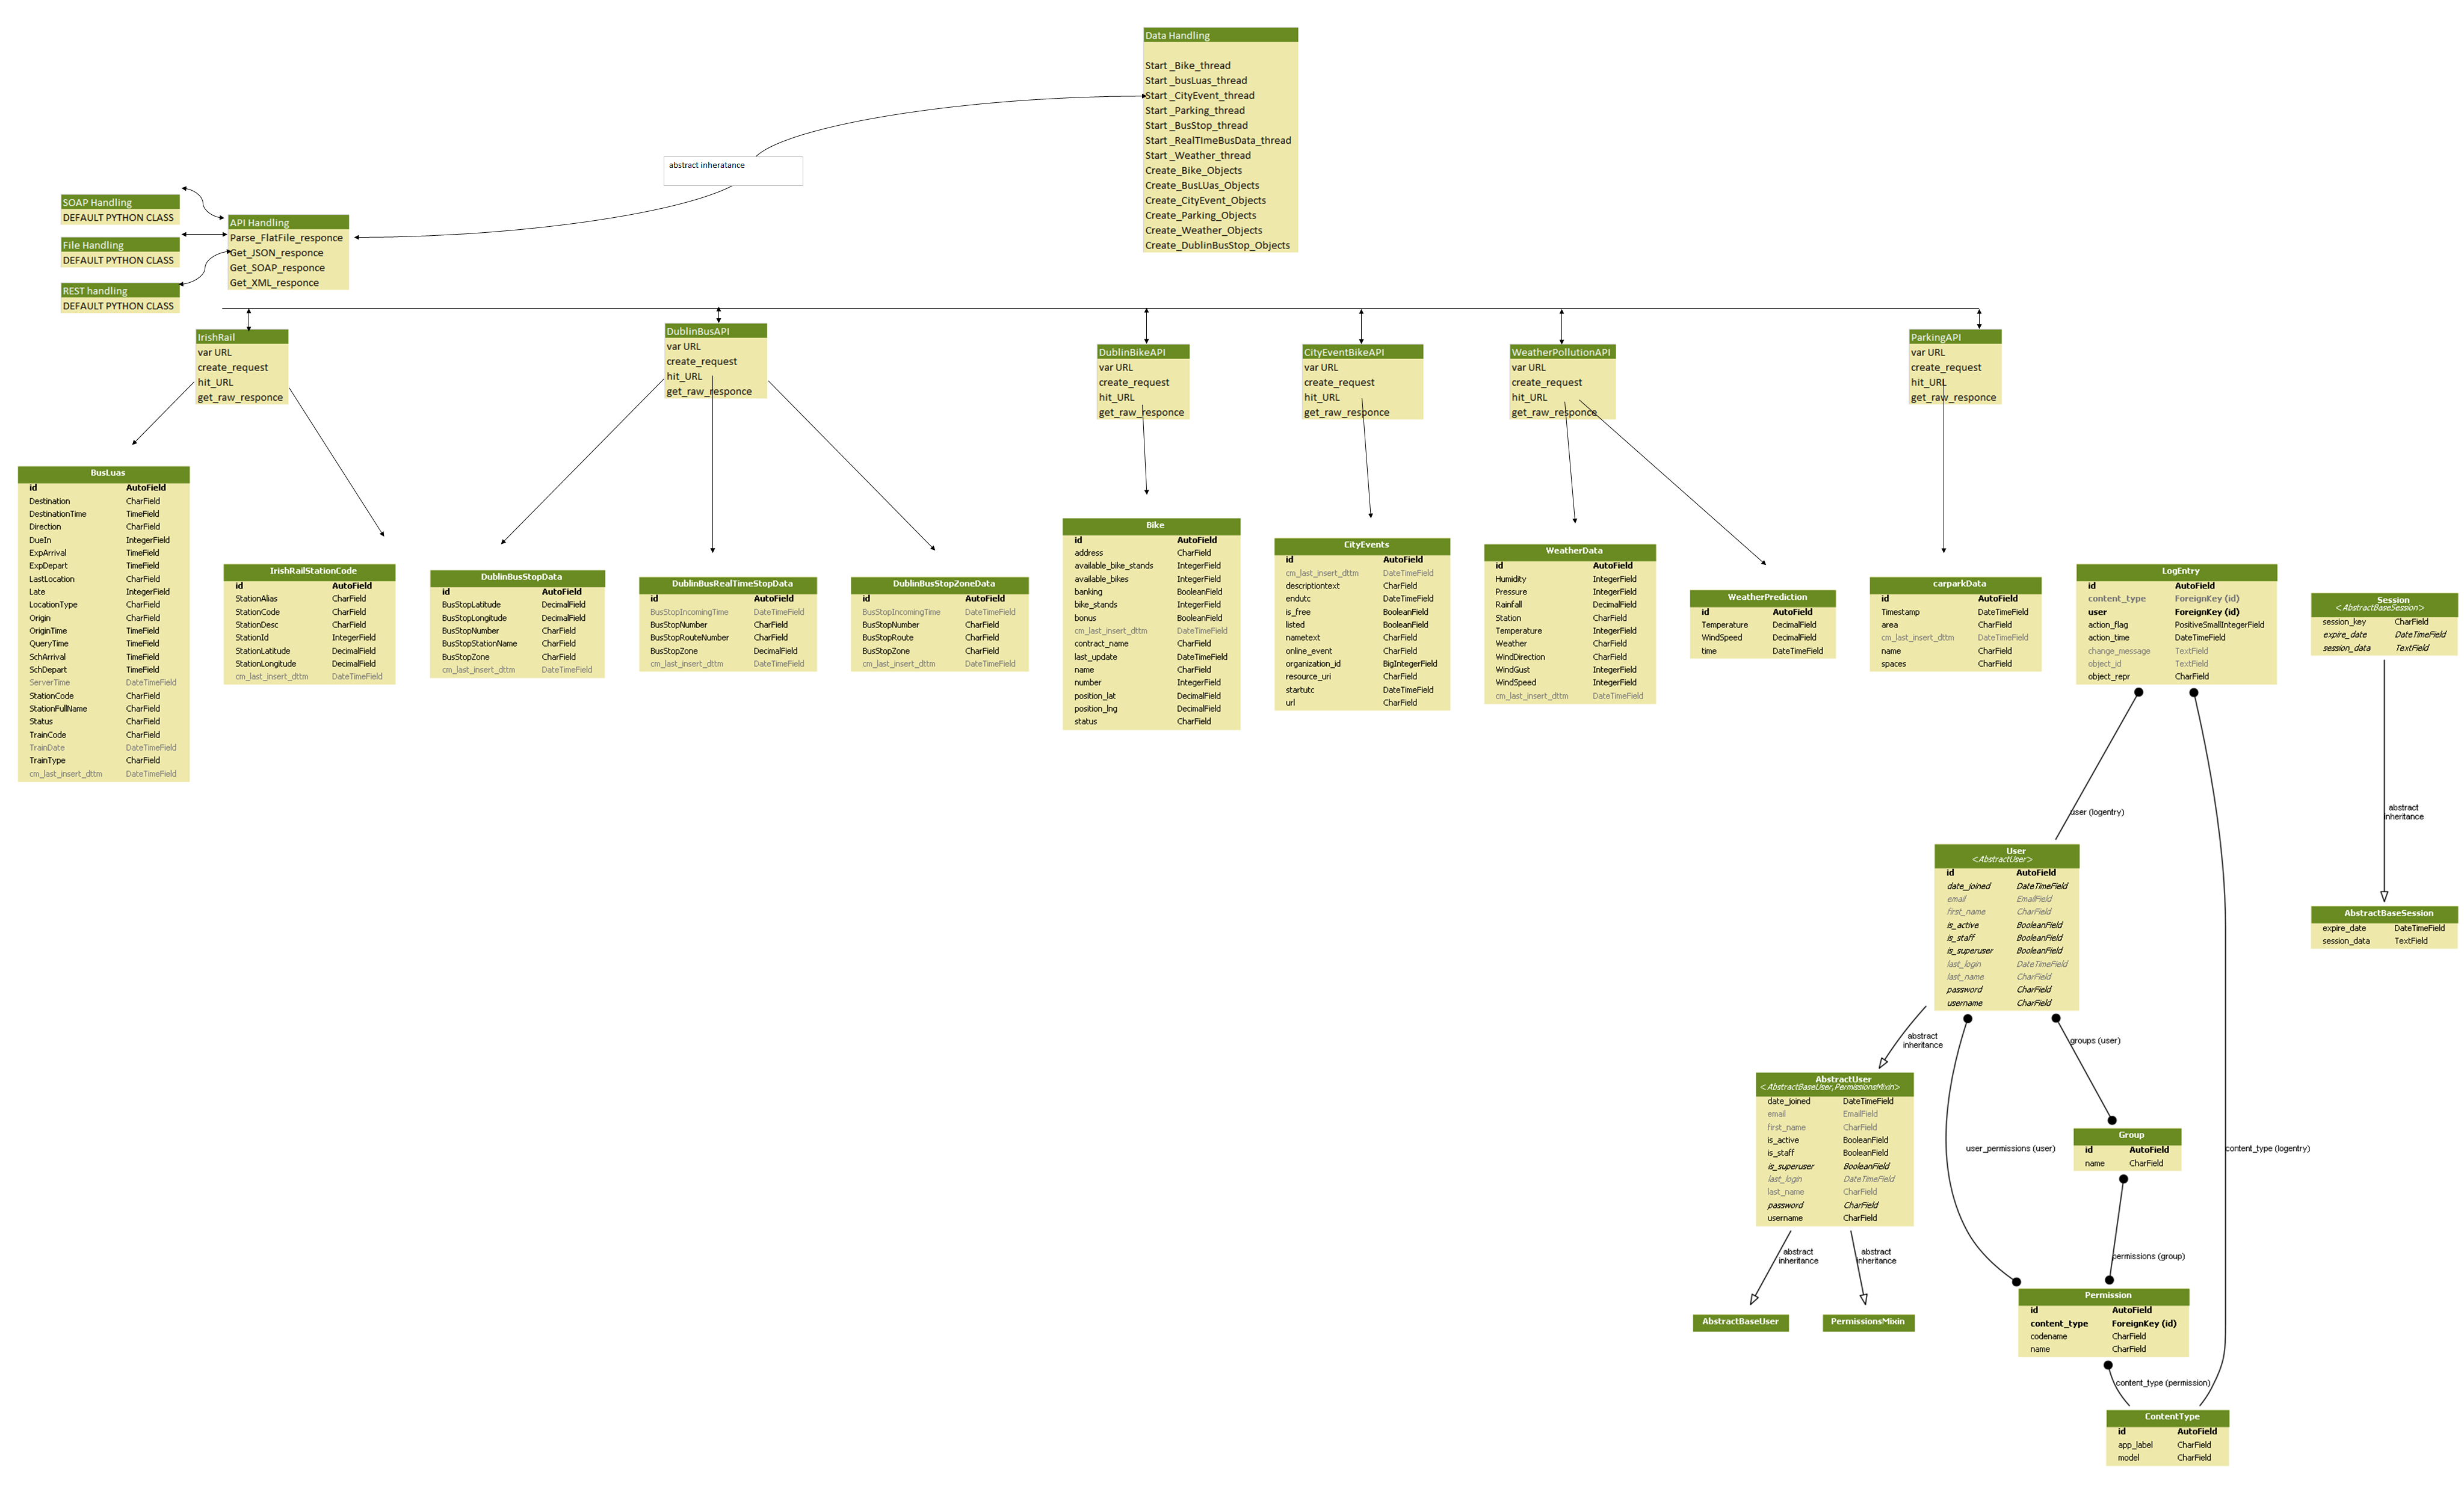 Data Handling
Start _Bike_thread
Start _busLuas_thread
Start _CityEvent_thread
Start _Parking_thread
Start _BusStop_thread
Start _RealTImeBusData_thread
Start _Weather_thread
Create_Bike_Objects
Create_BusLUas_Objects
Create_CityEvent_Objects
Create_Parking_Objects
Create_Weather_Objects
Create_DublinBusStop_Objects
abstract inheratance
SOAP Handling
DEFAULT PYTHON CLASS
File Handling
DEFAULT PYTHON CLASS
REST handling
DEFAULT PYTHON CLASS
API Handling
Parse_FlatFile_responce
Get_JSON_responce
Get_SOAP_responce
Get_XML_responce
IrishRail
var URL
create_request
hit_URL
get_raw_responce
DublinBusAPI
var URL
create_request
hit_URL
get_raw_responce
DublinBikeAPI
var URL
create_request
hit_URL
get_raw_responce
CityEventBikeAPI
var URL
create_request
hit_URL
get_raw_responce
WeatherPollutionAPI
var URL
create_request
hit_URL
get_raw_responce
ParkingAPI
var URL
create_request
hit_URL
get_raw_responce
BusLuas
id AutoField
Destination CharField
DestinationTime TimeField
Direction CharField
DueIn IntegerField
ExpArrival TimeField
ExpDepart TimeField
LastLocation CharField
Late IntegerField
LocationType CharField
Origin CharField
OriginTime TimeField
QueryTime TimeField
SchArrival TimeField
SchDepart TimeField
ServerTime DateTimeField
StationCode CharField
StationFullName CharField
Status CharField
TrainCode CharField
TrainDate DateTimeField
TrainType CharField
cm_last_insert_dttm DateTimeField
IrishRailStationCode
id AutoField
StationAlias CharField
StationCode CharField
StationDesc CharField
StationId IntegerField
StationLatitude DecimalField
StationLongitude DecimalField
cm_last_insert_dttm DateTimeField
DublinBusStopData
id AutoField
BusStopLatitude DecimalField
BusStopLongitude DecimalField
BusStopNumber CharField
BusStopStationName CharField
BusStopZone CharField
cm_last_insert_dttm DateTimeField
DublinBusRealTimeStopData
id AutoField
BusStopIncomingTime DateTimeField
BusStopNumber CharField
BusStopRouteNumber CharField
BusStopZone DecimalField
cm_last_insert_dttm DateTimeField
DublinBusStopZoneData
id AutoField
BusStopIncomingTime DateTimeField
BusStopNumber CharField
BusStopRoute CharField
BusStopZone CharField
cm_last_insert_dttm DateTimeField
Bike
id AutoField
address CharField
available_bike_stands IntegerField
available_bikes IntegerField
banking BooleanField
bike_stands IntegerField
bonus BooleanField
cm_last_insert_dttm DateTimeField
contract_name CharField
last_update DateTimeField
name CharField
number IntegerField
position_lat DecimalField
position_lng DecimalField
status CharField
CityEvents
id AutoField
cm_last_insert_dttm DateTimeField
descriptiontext CharField
endutc DateTimeField
is_free BooleanField
listed BooleanField
nametext CharField
online_event CharField
organization_id BigIntegerField
resource_uri CharField
startutc DateTimeField
url CharField
WeatherData
id AutoField
Humidity IntegerField
Pressure IntegerField
Rainfall DecimalField
Station CharField
Temperature IntegerField
Weather CharField
WindDirection CharField
WindGust IntegerField
WindSpeed IntegerField
cm_last_insert_dttm DateTimeField
WeatherPrediction
id AutoField
Temperature DecimalField
WindSpeed DecimalField
time DateTimeField
carparkData
id AutoField
Timestamp DateTimeField
area CharField
cm_last_insert_dttm DateTimeField
name CharField
spaces CharField
LogEntry
id AutoField
content_type ForeignKey (id)
user ForeignKey (id)
action_flag PositiveSmallIntegerField
action_time DateTimeField
change_message TextField
object_id TextField
object_repr CharField
Session
<AbstractBaseSession>
session_key CharField
expire_date DateTimeField
session_data TextField
abstract
inheritance
AbstractBaseSession
expire_date DateTimeField
session_data TextField
user (logentry)
User
<AbstractUser>
id AutoField
date_joined DateTimeField
email EmailField
first_name CharField
is_active BooleanField
is_staff BooleanField
is_superuser BooleanField
last_login DateTimeField
last_name CharField
password CharField
username CharField
abstract
inheritance
groups (user)
AbstractUser
<AbstractBaseUser,PermissionsMixin>
date_joined DateTimeField
email EmailField
first_name CharField
is_active BooleanField
is_staff BooleanField
is_superuser BooleanField
last_login DateTimeField
last_name CharField
password CharField
username CharField
user_permissions (user)
Group
id AutoField
name CharField
content_type (logentry)
abstract
inheritance
abstract
inheritance
permissions (group)
AbstractBaseUser
PermissionsMixin
Permission
id AutoField
content_type ForeignKey (id)
codename CharField
name CharField
content_type (permission)
ContentType
id AutoField
app_label CharField
model CharField